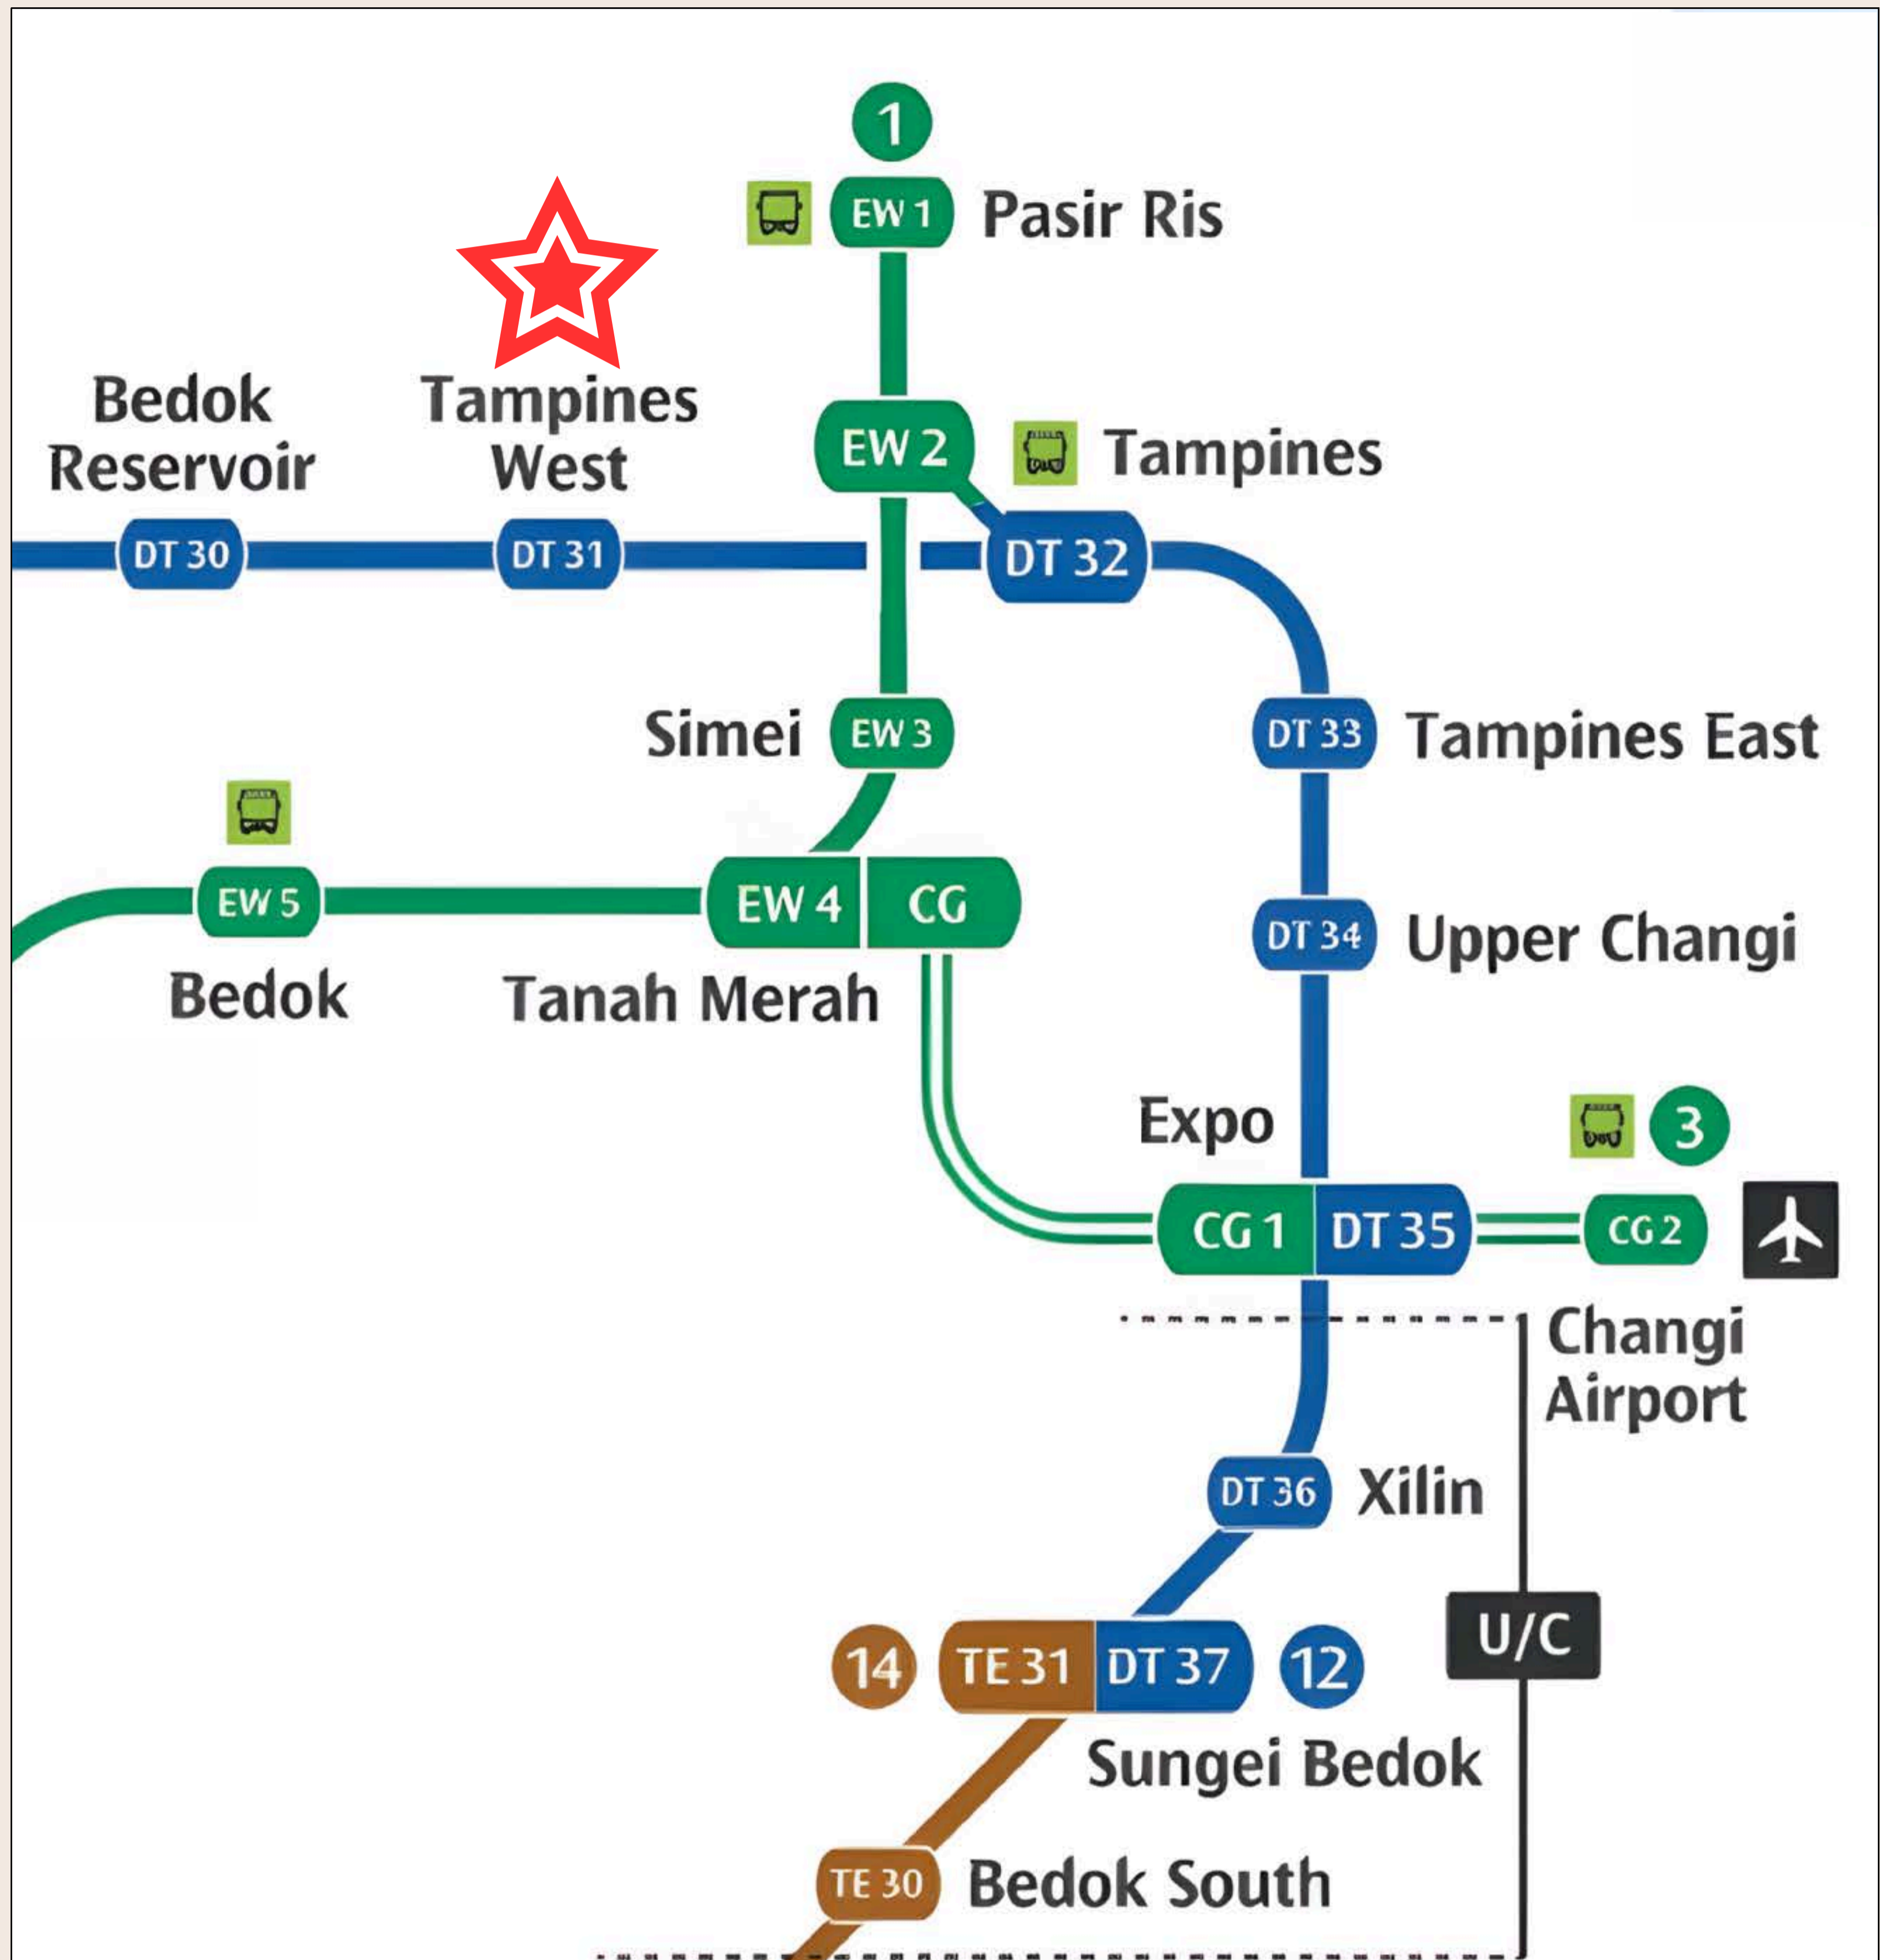 1
EW 1 Pasir Ris
Bedok
Reservoir
Tampines
West
EW 2 Tampines
DT 30
DT 31
DT 32
Simei EW 3
DT 33 Tampines East
EW 5
Bedok
EW 4 CG
Tanah Merah
DT 34 Upper Changi
Expo
3
CG 1 DT 35
CG 2
Changi
Airport
DT 36 Xilin
U/C
14 TE 31 DT 37 12
Sungei Bedok
TE 30 Bedok South